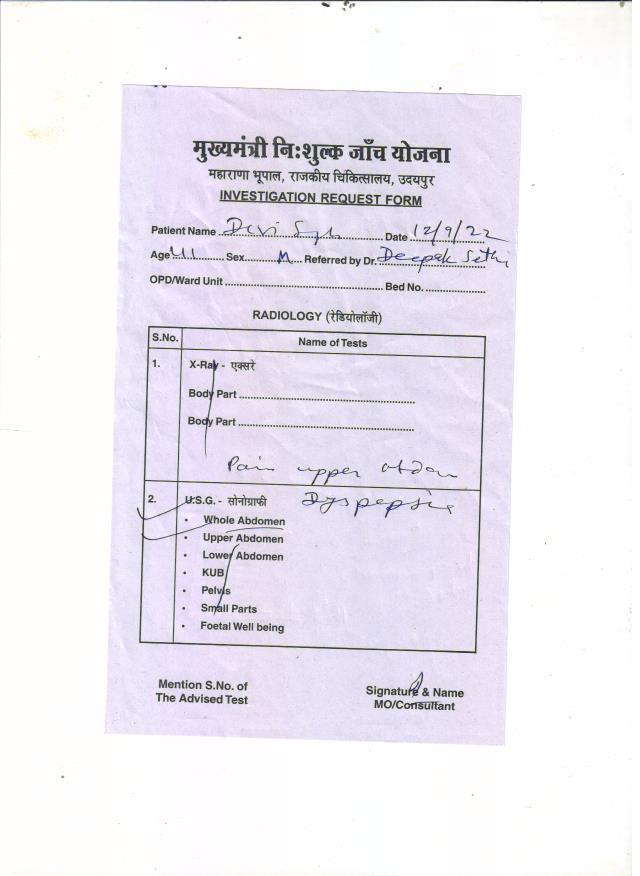 मुख्यमंत्री निःशुल्क जाँच योजना
महाराणा भूपाल, राजकीय चिकित्सालय, उदयपुर
INVESTIGATION REQUEST FORM
Patient Name Devi Date 12/9/22
Age 41 Sex M Referred by Dr. Deepak Sethi
OPD/Ward Unit Bed No.
RADIOLOGY (रेडियोलॉजी)
S.No. Name of Tests
1. X-Ray - एक्सरे
Body Part
Body Part
Pain upper abdom
2. U.S.G. - सोनोग्राफी Dyspepsia
• Whole Abdomen
• Upper Abdomen
• Lower Abdomen
• KUB
• Pelvis
• Small Parts
• Foetal Well being
Mention S.No. of
The Advised Test
Signature & Name
MO/Consultant